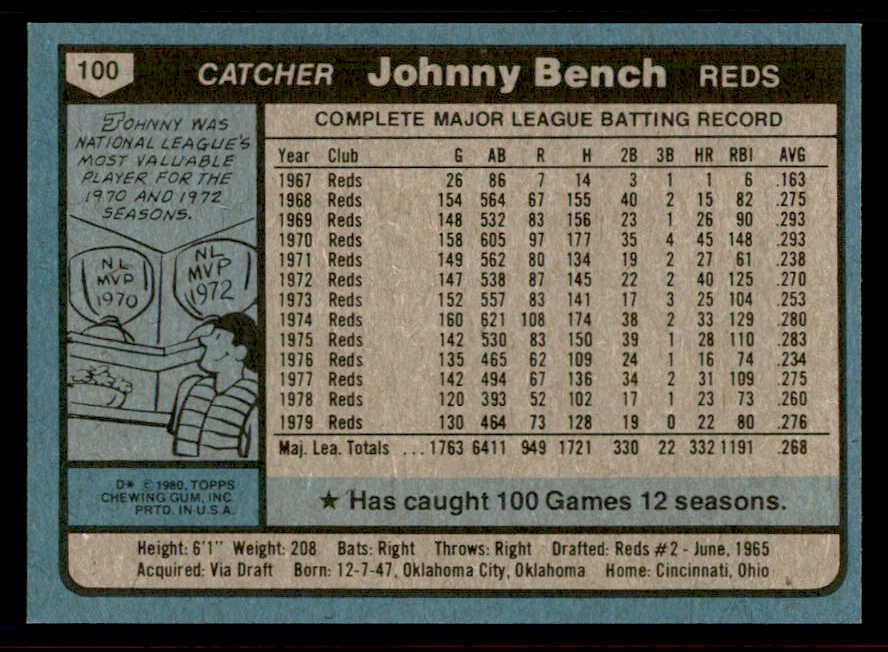 100 CATCHER Johnny Bench REDS
JOHNNY WAS
NATIONAL LEAGUE'S
MOST VALUABLE
PLAYER FOR THE
1970 AND 1972
SEASONS.
NL
MVP
1970
NL
MVP
1972
D* © 1980, TOPPS
CHEWING GUM, INC.
PRTD. IN U.S.A.
COMPLETE MAJOR LEAGUE BATTING RECORD
Year Club G AB R H 2B 3B HR RBI AVG
1967 Reds 26 86 7 14 3 1 1 6 .163
1968 Reds 154 564 67 155 40 2 15 82 .275
1969 Reds 148 532 83 156 23 1 26 90 .293
1970 Reds 158 605 97 177 35 4 45 148 .293
1971 Reds 149 562 80 134 19 2 27 61 .238
1972 Reds 147 538 87 145 22 2 40 125 .270
1973 Reds 152 557 83 141 17 3 25 104 .253
1974 Reds 160 621 108 174 38 2 33 129 .280
1975 Reds 142 530 83 150 39 1 28 110 .283
1976 Reds 135 465 62 109 24 1 16 74 .234
1977 Reds 142 494 67 136 34 2 31 109 .275
1978 Reds 120 393 52 102 17 1 23 73 .260
1979 Reds 130 464 73 128 19 0 22 80 .276
Maj. Lea. Totals ... 1763 6411 949 1721 330 22 332 1191 .268
★ Has caught 100 Games 12 seasons.
Height: 6'1" Weight: 208 Bats: Right Throws: Right Drafted: Reds #2 - June, 1965
Acquired: Via Draft Born: 12-7-47, Oklahoma City, Oklahoma Home: Cincinnati, Ohio